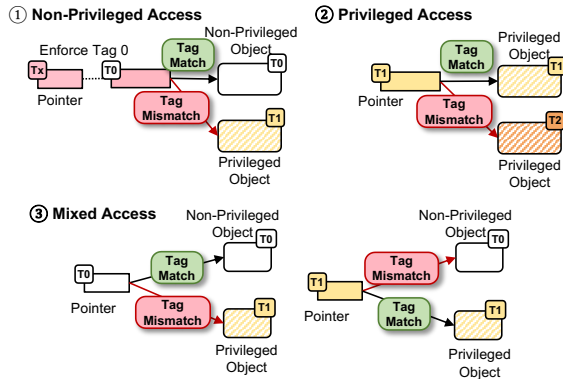 ① Non-Privileged Access
Enforce Tag 0
Tx
T0
Pointer
Tag
Match
Tag
Mismatch
Non-Privileged
Object
T0
T1
Privileged
Object
② Privileged Access
T1
Pointer
Tag
Match
Tag
Mismatch
Privileged
Object
T1
T2
Privileged
Object
③ Mixed Access
T0
Pointer
Tag
Match
Tag
Mismatch
Non-Privileged
Object
T0
T1
Privileged
Object
T1
Pointer
Tag
Mismatch
Tag
Match
Non-Privileged
Object
T0
T1
Privileged
Object